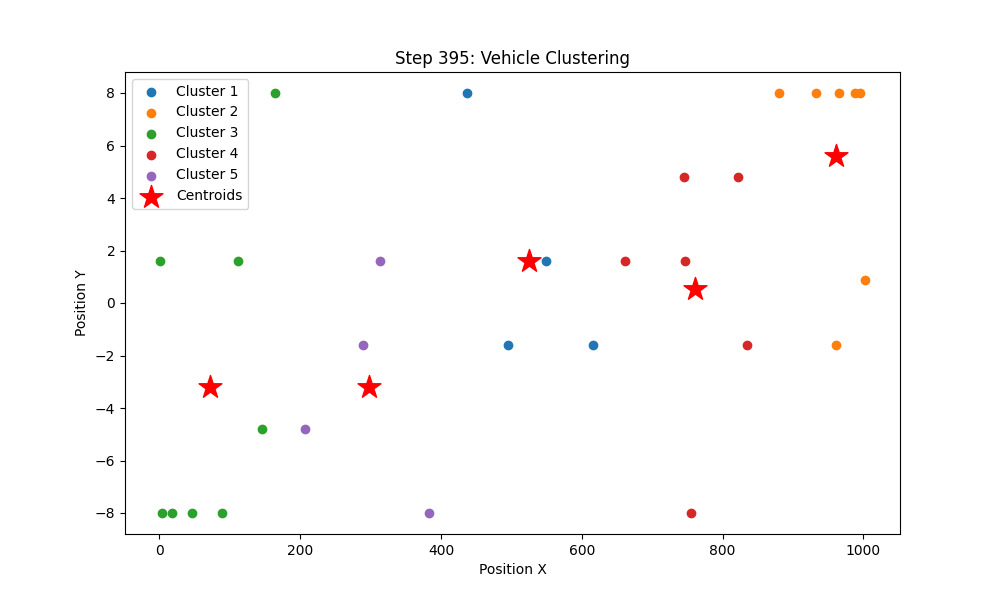 Step 395: Vehicle Clustering
Cluster 1
Cluster 2
Cluster 3
Cluster 4
Cluster 5
Centroids
8
6
4
2
0
−2
−4
−6
−8
Position Y
0 200 400 600 800 1000
Position X